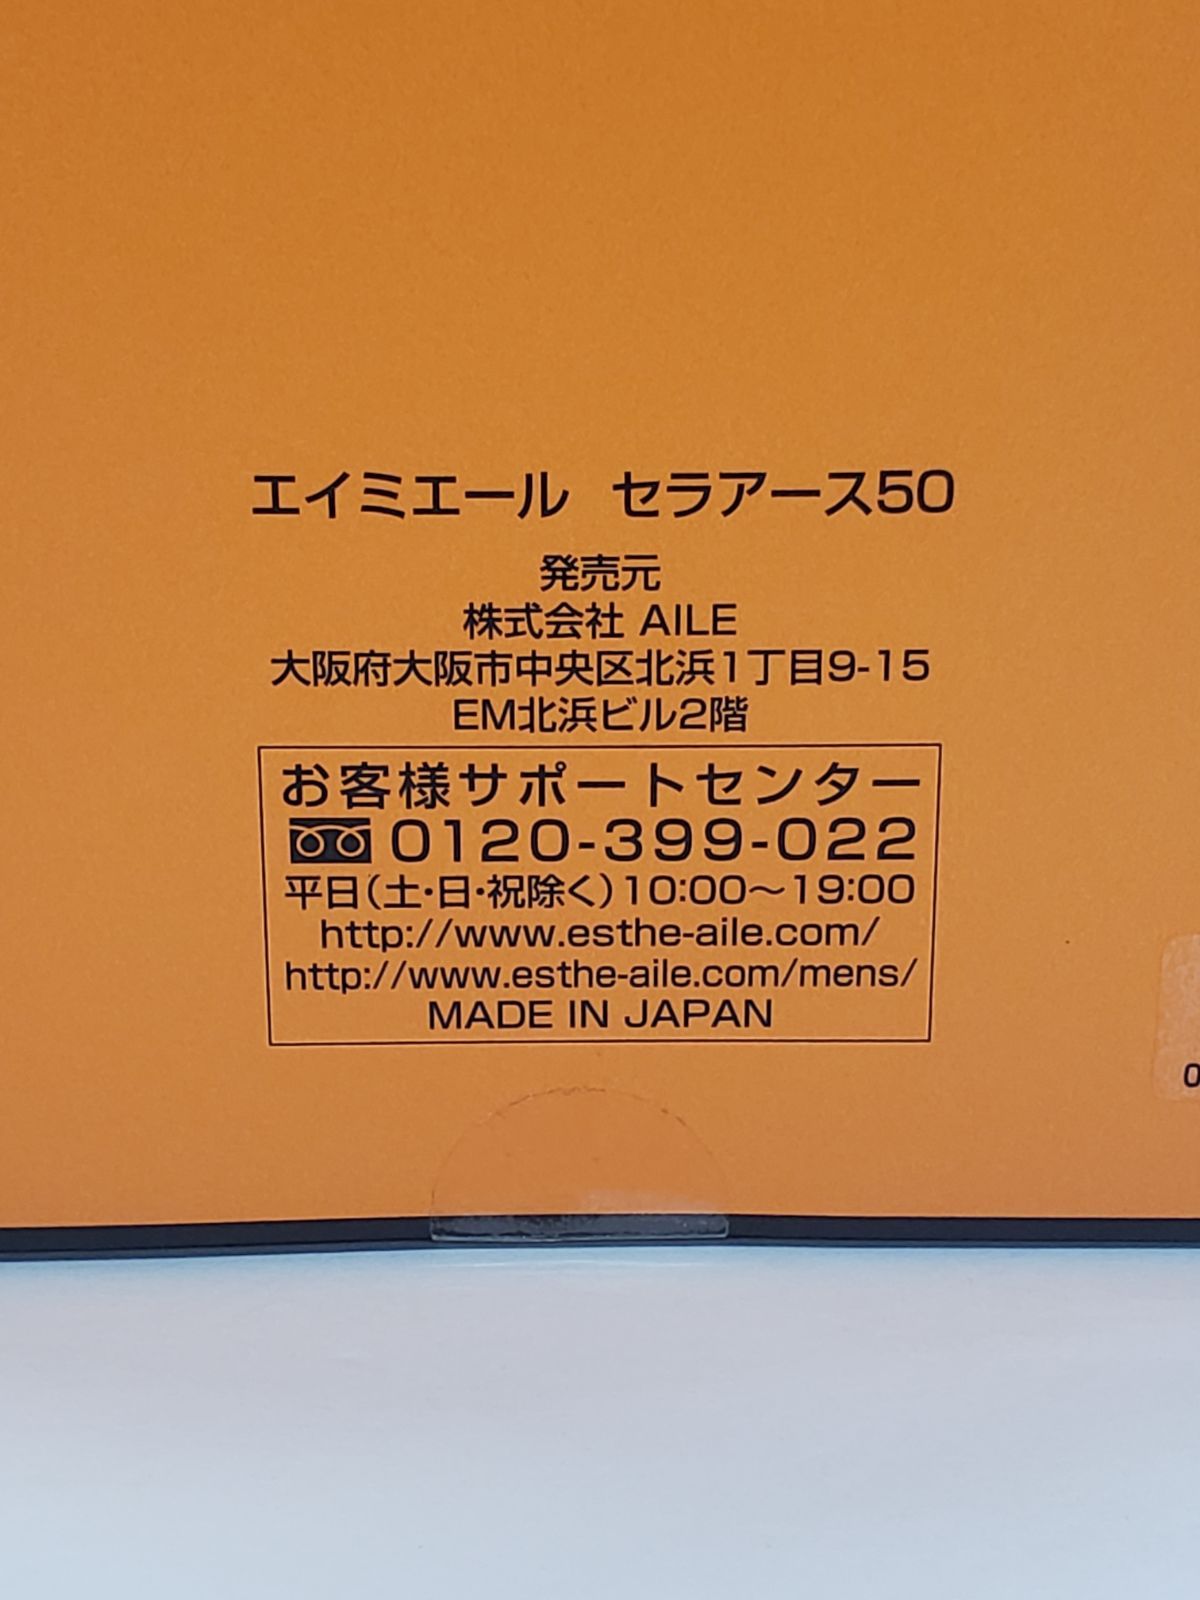 エイミエール セラアース50
発売元
株式会社 AILE
大阪府大阪市中央区北浜1丁目9-15
EM北浜ビル2階
お客様サポートセンター
0120-399-022
平日(土・日・祝除く)10:00〜19:00
http://www.esthe-aile.com/
http://www.esthe-aile.com/mens/
MADE IN JAPAN
0